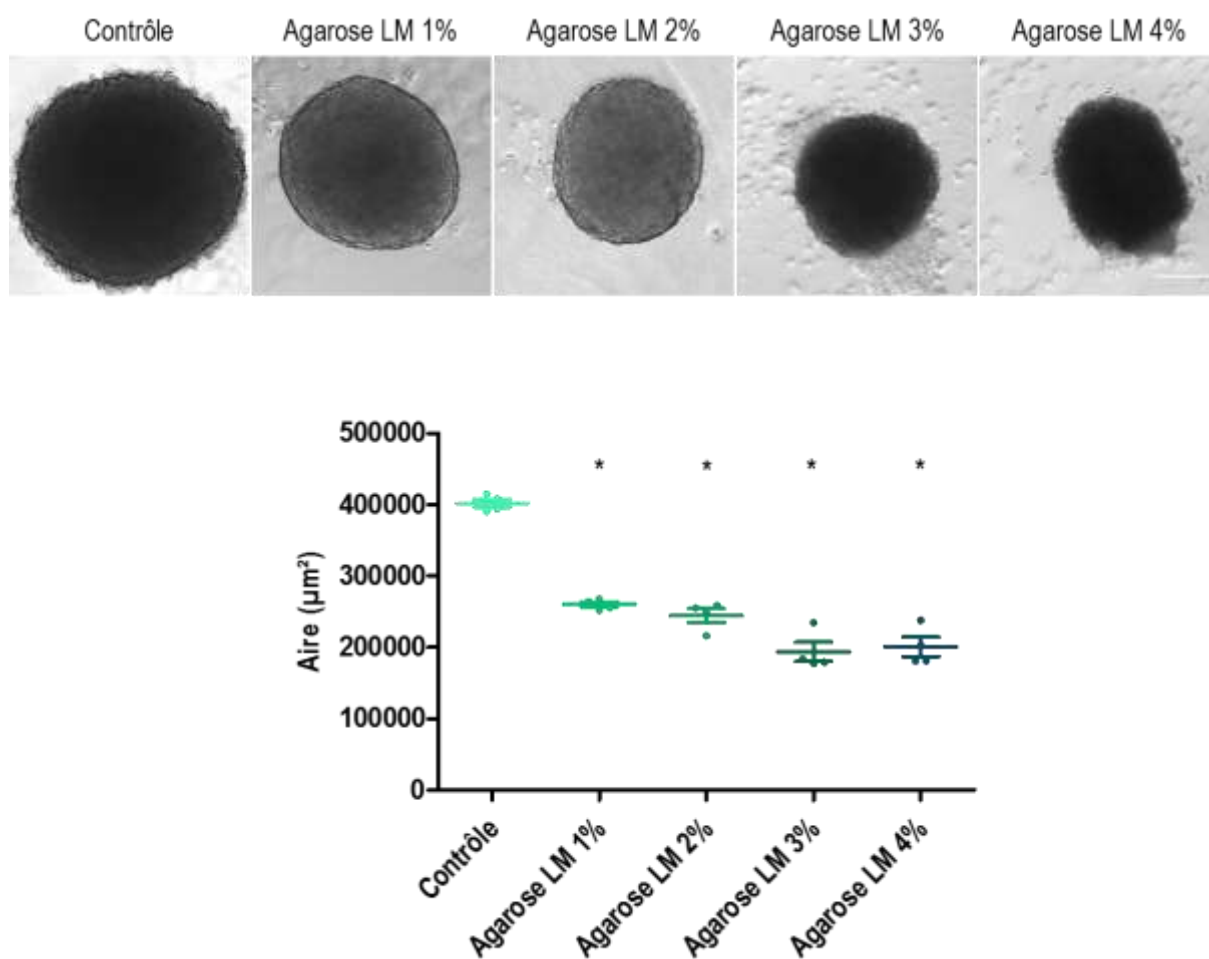 Contrôle Agarose LM 1% Agarose LM 2% Agarose LM 3% Agarose LM 4%
500000
* * * *
400000
300000
200000
100000
0
Aire (µm²)
Contrôle
Agarose LM 1%
Agarose LM 2%
Agarose LM 3%
Agarose LM 4%